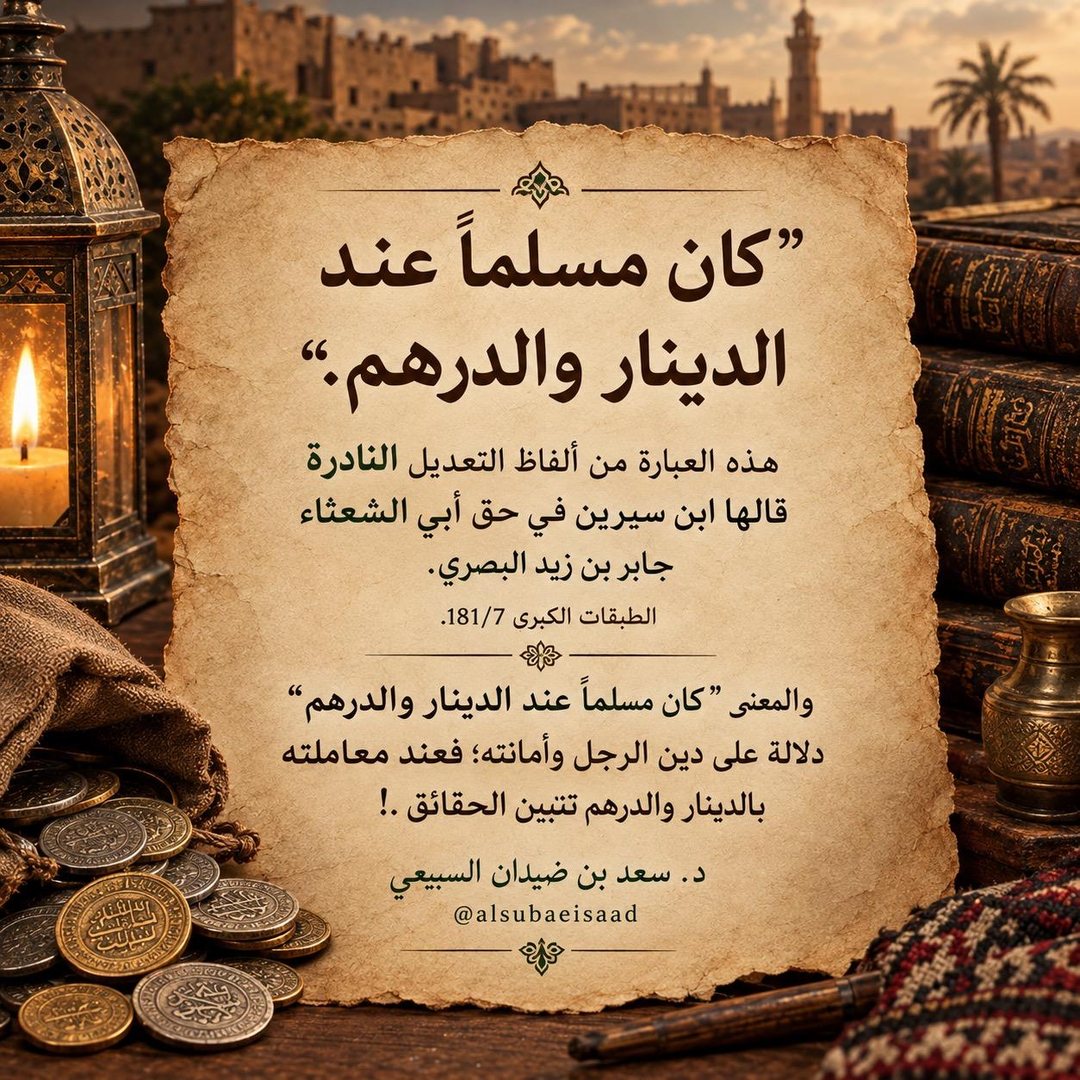 ”كان مسلماً عند
الدينار والدرهم.“
هذه العبارة من ألفاظ التعديل النادرة
قالها ابن سيرين في حق أبي الشعثاء
جابر بن زيد البصري.
الطبقات الكبرى 181/7.
والمعنى ”كان مسلماً عند الدينار والدرهم“
دلالة على دين الرجل وأمانته؛ فعند معاملته
بالدينار والدرهم تتبين الحقائق .!
د. سعد بن ضيدان السبيعي
@alsubaeisaad